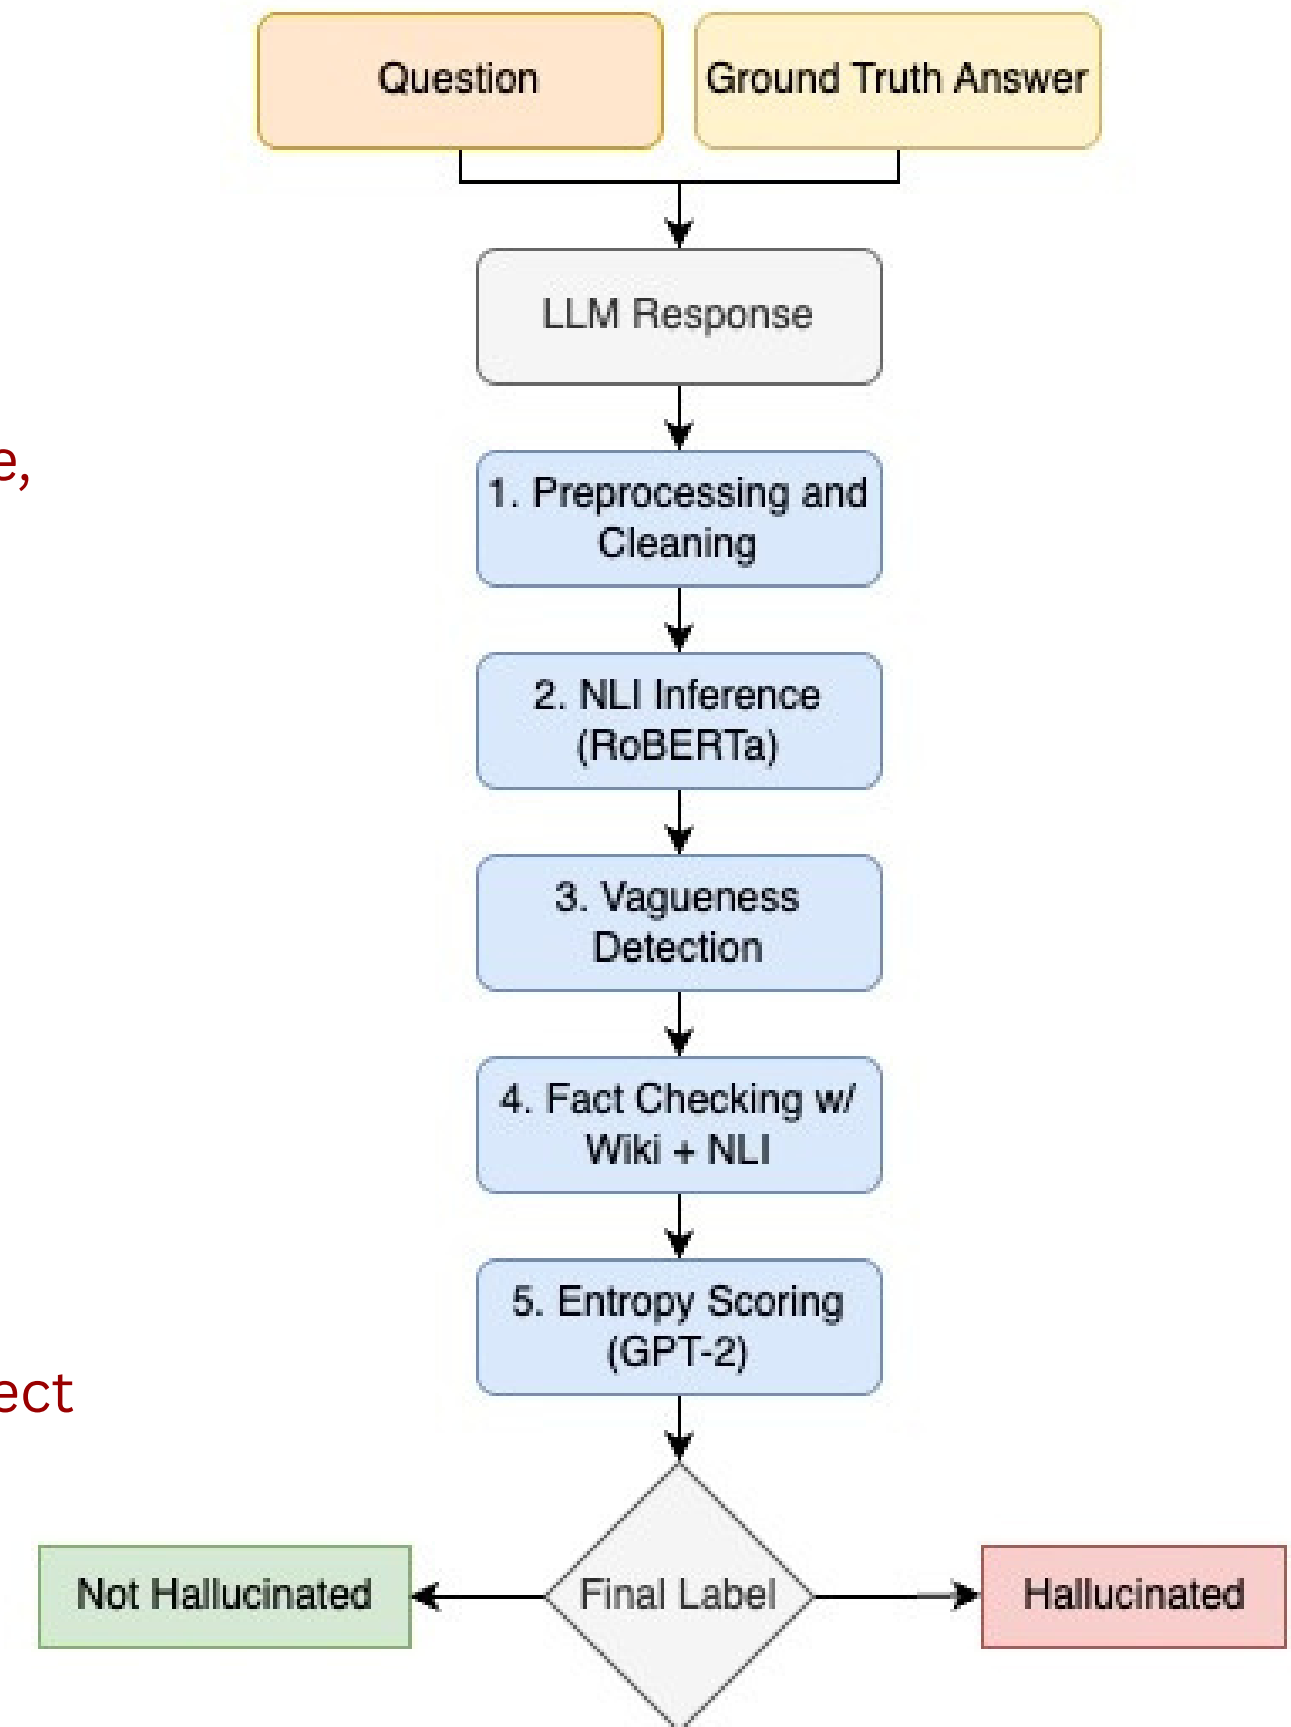 Question
Ground Truth Answer
LLM Response
e,
1. Preprocessing and
Cleaning
2. NLI Inference
(RoBERTa)
3. Vagueness
Detection
4. Fact Checking w/
Wiki + NLI
5. Entropy Scoring
(GPT-2)
ect
Not Hallucinated
Final Label
Hallucinated